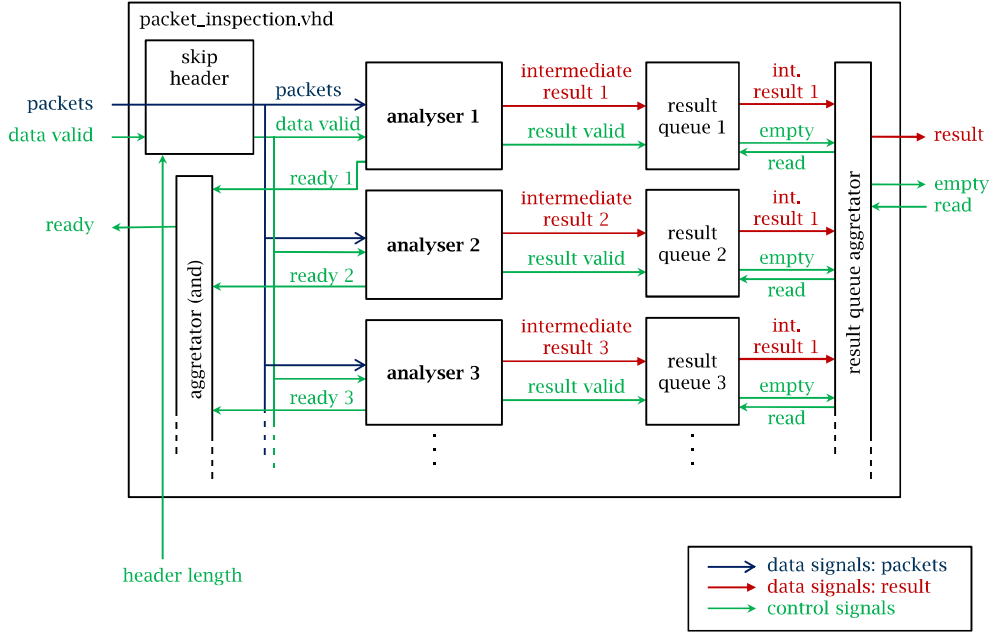 packet_inspection.vhd
skip
header
packets
data valid
packets
data valid
ready 1
analyser 1
intermediate
result 1
result valid
result
queue 1
int.
result 1
empty
read
result
empty
read
ready
aggretator (and)
ready 2
analyser 2
intermediate
result 2
result valid
result
queue 2
int.
result 1
empty
read
result queue aggretator
ready 3
analyser 3
intermediate
result 3
result valid
result
queue 3
int.
result 1
empty
read
header length
data signals: packets
data signals: result
control signals